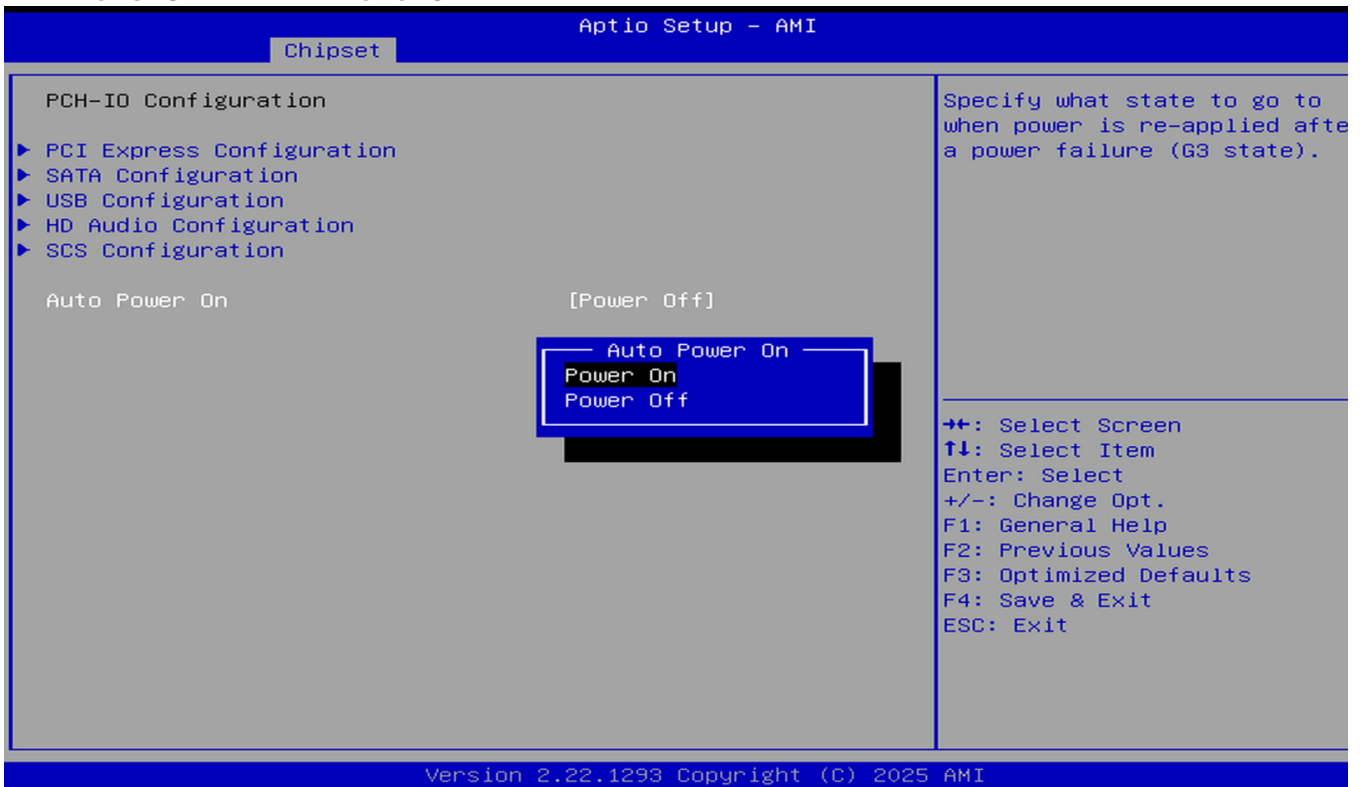 Aptio Setup – AMI
Chipset
PCH-IO Configuration
PCI Express Configuration
SATA Configuration
USB Configuration
HD Audio Configuration
SCS Configuration
Auto Power On [Power Off]
Auto Power On
Power On
Power Off
Specify what state to go to
when power is re-applied afte
a power failure (G3 state).
→←: Select Screen
↑↓: Select Item
Enter: Select
+/-: Change Opt.
F1: General Help
F2: Previous Values
F3: Optimized Defaults
F4: Save & Exit
ESC: Exit
Version 2.22.1293 Copyright (C) 2025 AMI